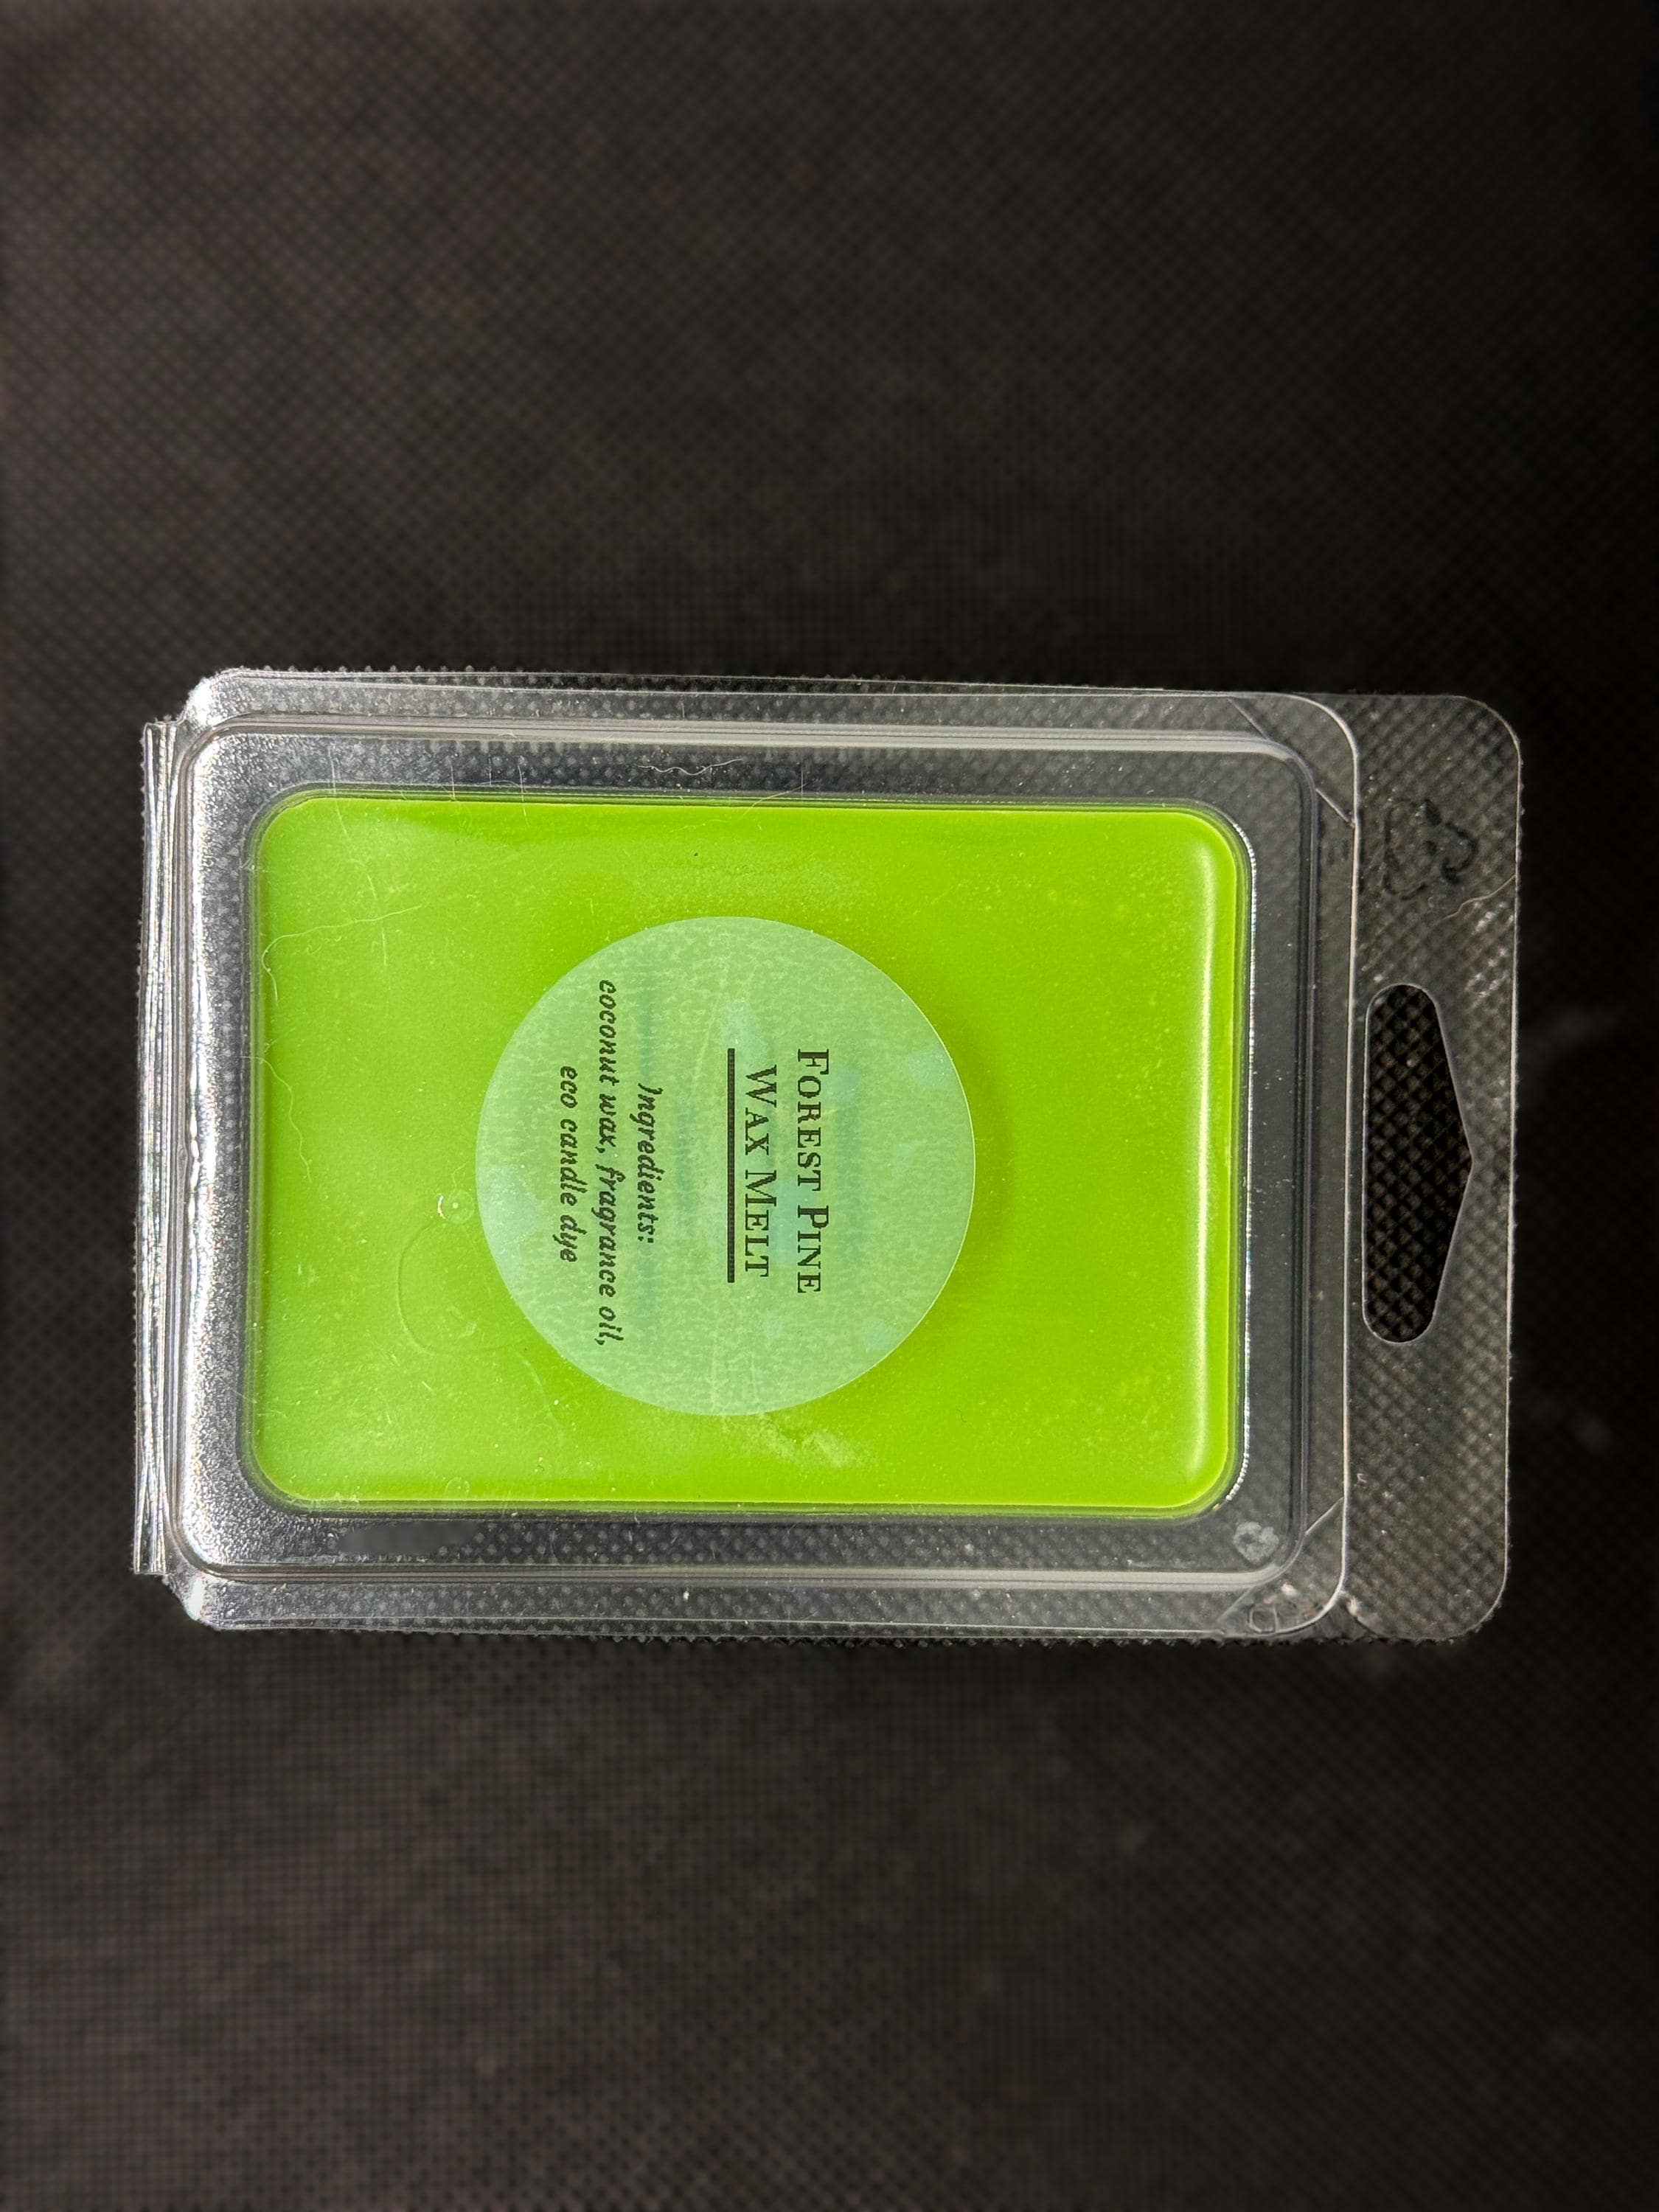 Forest Pine
Wax Melt
Ingredients:
coconut wax, fragrance oil,
eco candle dye